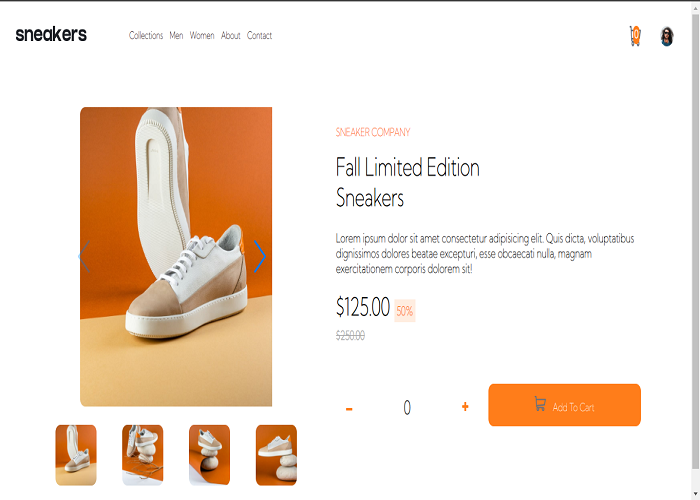 sneakers
Collections Men Women About Contact
0
SNEAKER COMPANY
Fall Limited Edition
Sneakers
Lorem ipsum dolor sit amet consectetur adipisicing elit. Quis dicta, voluptatibus
dignissimos dolores beatae excepturi, esse obcaecati nulla, magnam
exercitationem corporis dolorem sit!
$125.00 50%
$250.00
- 0 +
Add To Cart